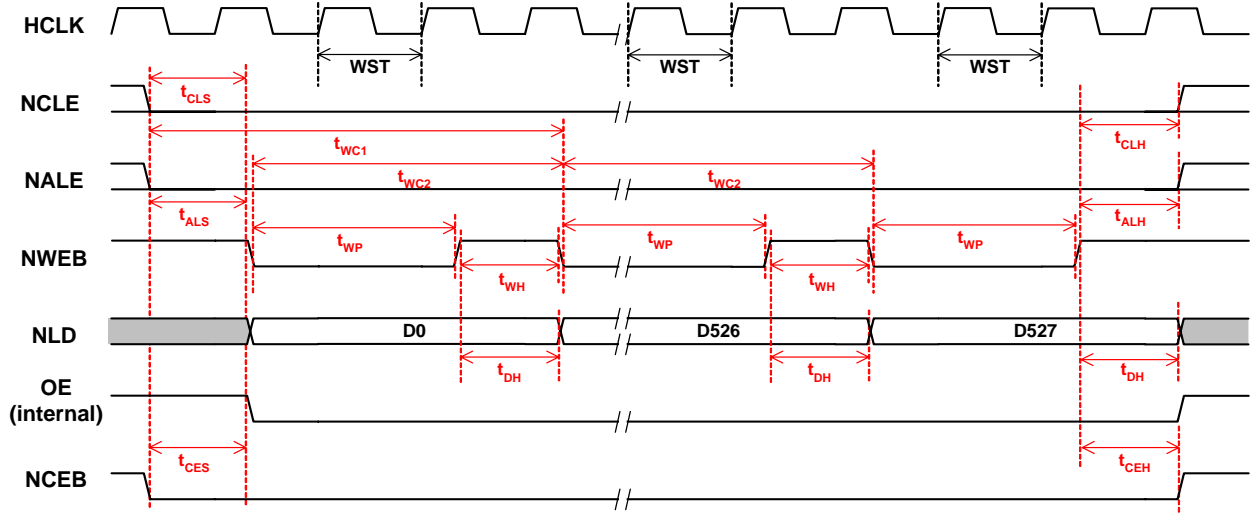 HCLK
WST WST WST
NCLE
tCLS
tWC1
tCLH
NALE
tWC2 tWC2
tALS
tALH
NWEB
tWP tWP tWP
tWH tWH
NLD
D0 D526 D527
tDH tDH tDH
OE
(internal)
tCES
tCEH
NCEB